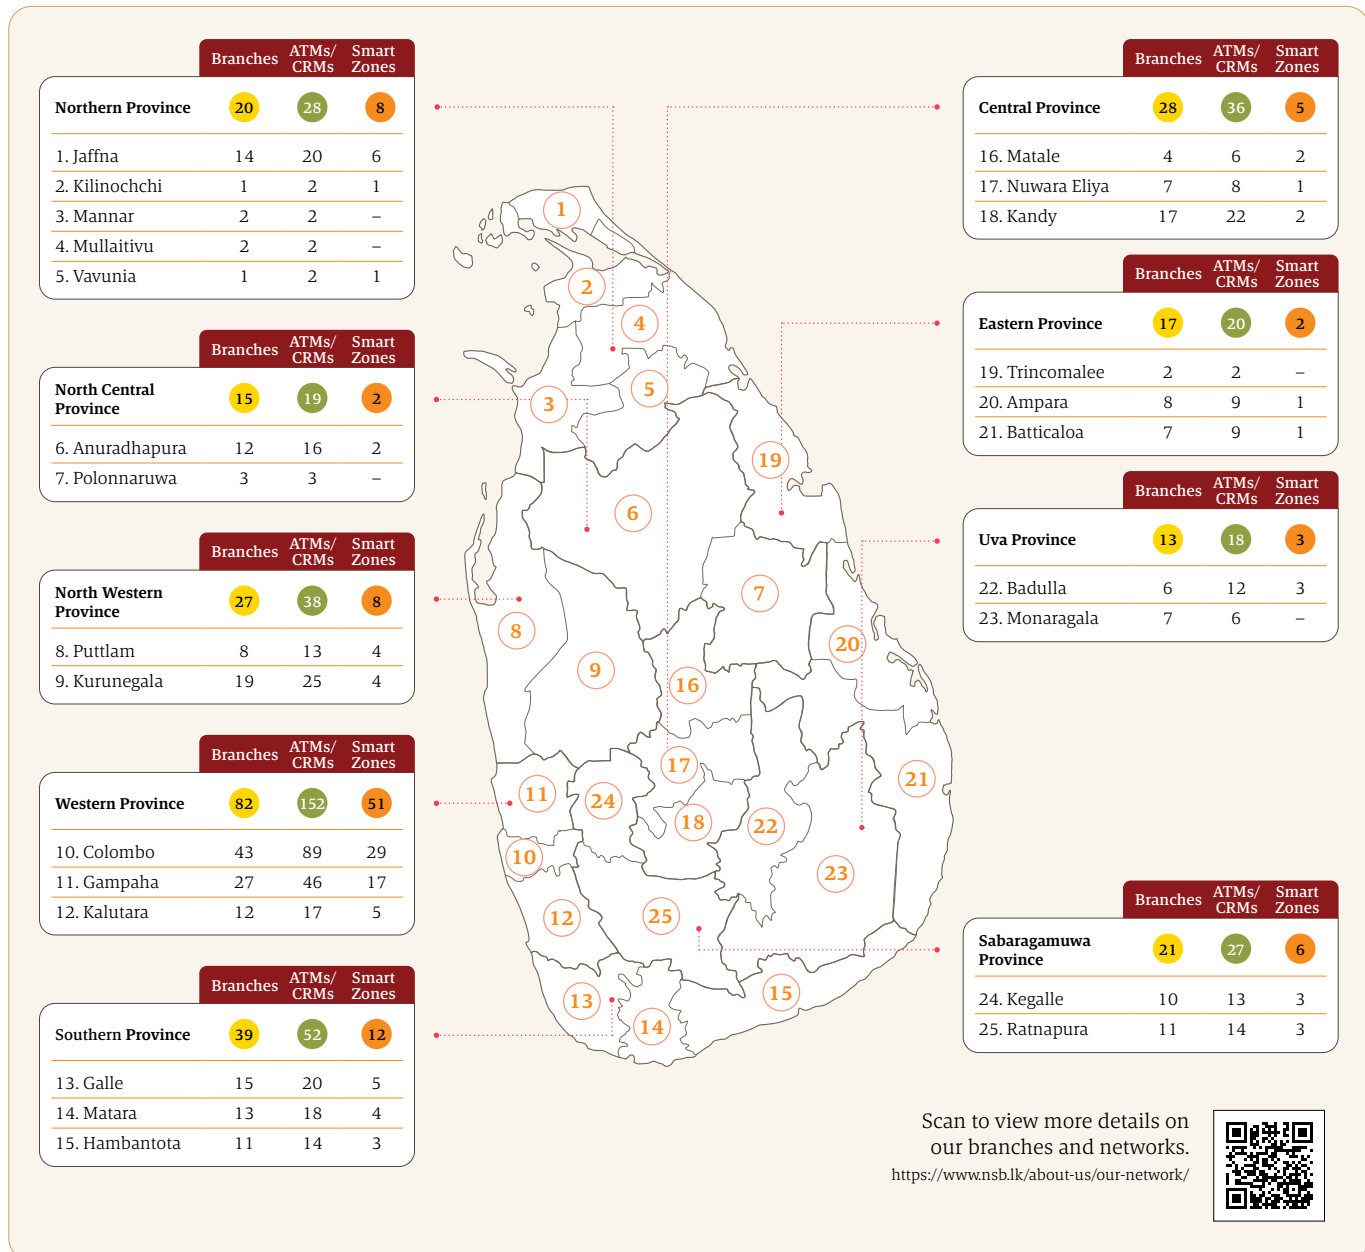 Branches ATMs/ CRMs Smart Zones
Northern Province 20 28 8
1. Jaffna 14 20 6
2. Kilinochchi 1 2 1
3. Mannar 2 2 –
4. Mullaitivu 2 2 –
5. Vavunia 1 2 1
Branches ATMs/ CRMs Smart Zones
North Central Province 15 19 2
6. Anuradhapura 12 16 2
7. Polonnaruwa 3 3 –
Branches ATMs/ CRMs Smart Zones
North Western Province 27 38 8
8. Puttlam 8 13 4
9. Kurunegala 19 25 4
Branches ATMs/ CRMs Smart Zones
Western Province 82 152 51
10. Colombo 43 89 29
11. Gampaha 27 46 17
12. Kalutara 12 17 5
Branches ATMs/ CRMs Smart Zones
Southern Province 39 52 12
13. Galle 15 20 5
14. Matara 13 18 4
15. Hambantota 11 14 3
1
2
4
5
3
19
6
7
8
20
9
16
17
21
11
24
18
22
10
23
12
25
15
13
14
Branches ATMs/ CRMs Smart Zones
Central Province 28 36 5
16. Matale 4 6 2
17. Nuwara Eliya 7 8 1
18. Kandy 17 22 2
Branches ATMs/ CRMs Smart Zones
Eastern Province 17 20 2
19. Trincomalee 2 2 –
20. Ampara 8 9 1
21. Batticaloa 7 9 1
Branches ATMs/ CRMs Smart Zones
Uva Province 13 18 3
22. Badulla 6 12 3
23. Monaragala 7 6 –
Branches ATMs/ CRMs Smart Zones
Sabaragamuwa Province 21 27 6
24. Kegalle 10 13 3
25. Ratnapura 11 14 3
Scan to view more details on
our branches and networks.
https://www.nsb.lk/about-us/our-network/